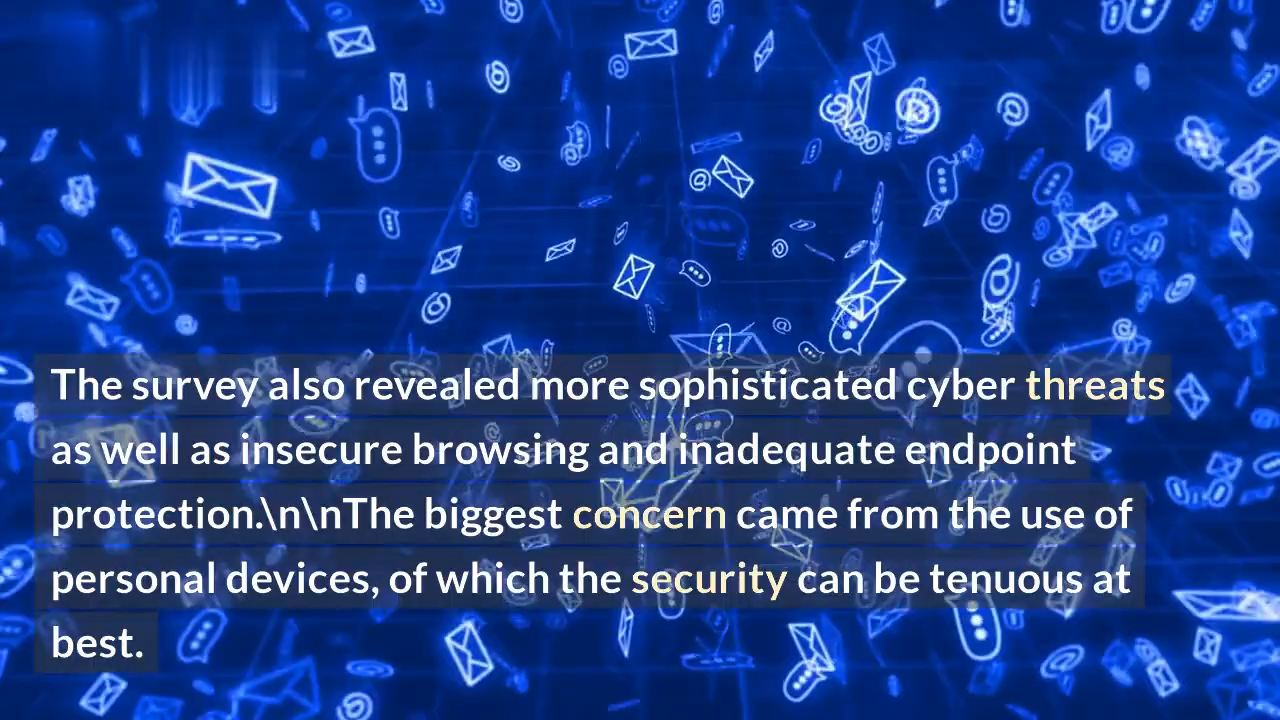 The survey also revealed more sophisticated cyber threats
as well as insecure browsing and inadequate endpoint
protection.\n\nThe biggest concern came from the use of
personal devices, of which the security can be tenuous at
best.